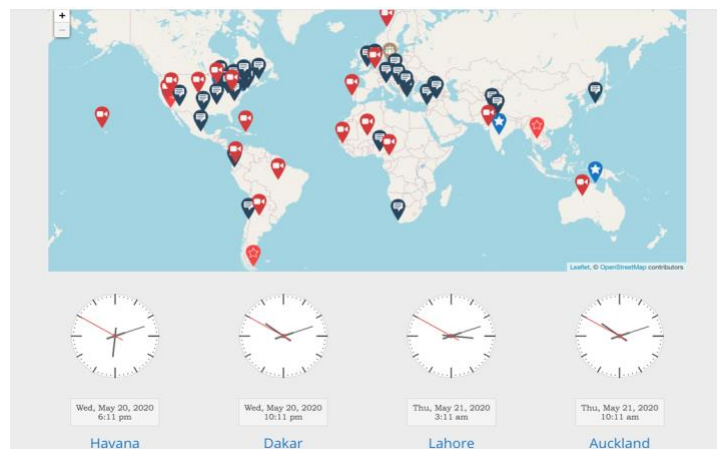 +
−
Leaflet, © OpenStreetMap contributors
Wed, May 20, 2020
6:11 pm
Havana
Wed, May 20, 2020
10:11 pm
Dakar
Thu, May 21, 2020
3:11 am
Lahore
Thu, May 21, 2020
10:11 am
Auckland